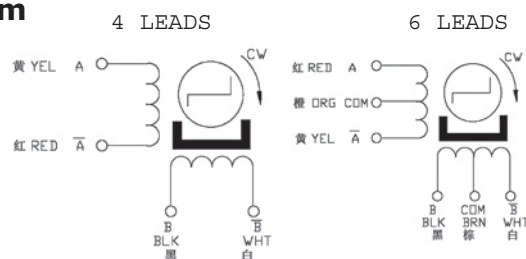 m
4 LEADS
6 LEADS
黄 YEL A
CW
红 RED A̅
B
BLK
黑
B̅
WHT
白
红 RED A
CW
橙 ORG COM
黄 YEL A̅
B
BLK
黑
COM
BRN
棕
B̅
WHT
白